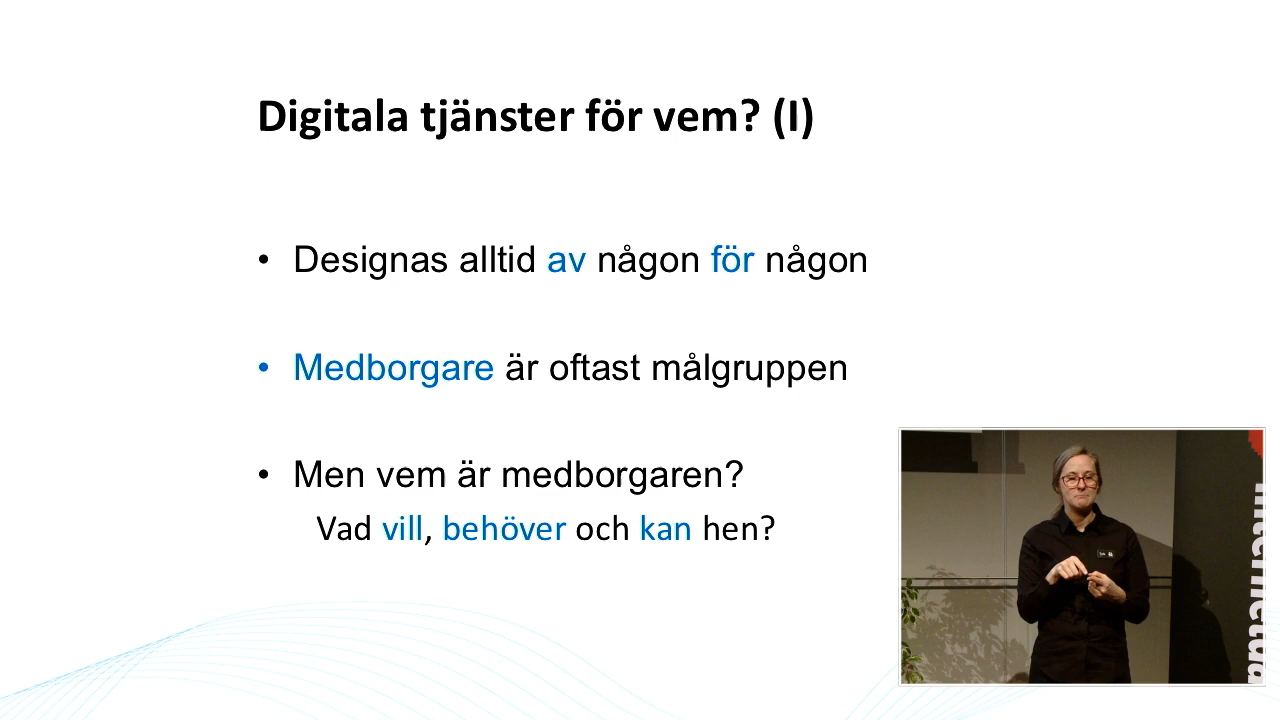 Digitala tjänster för vem? (I)
• Designas alltid av någon för någon
• Medborgare är oftast målgruppen
• Men vem är medborgaren?
Vad vill, behöver och kan hen?